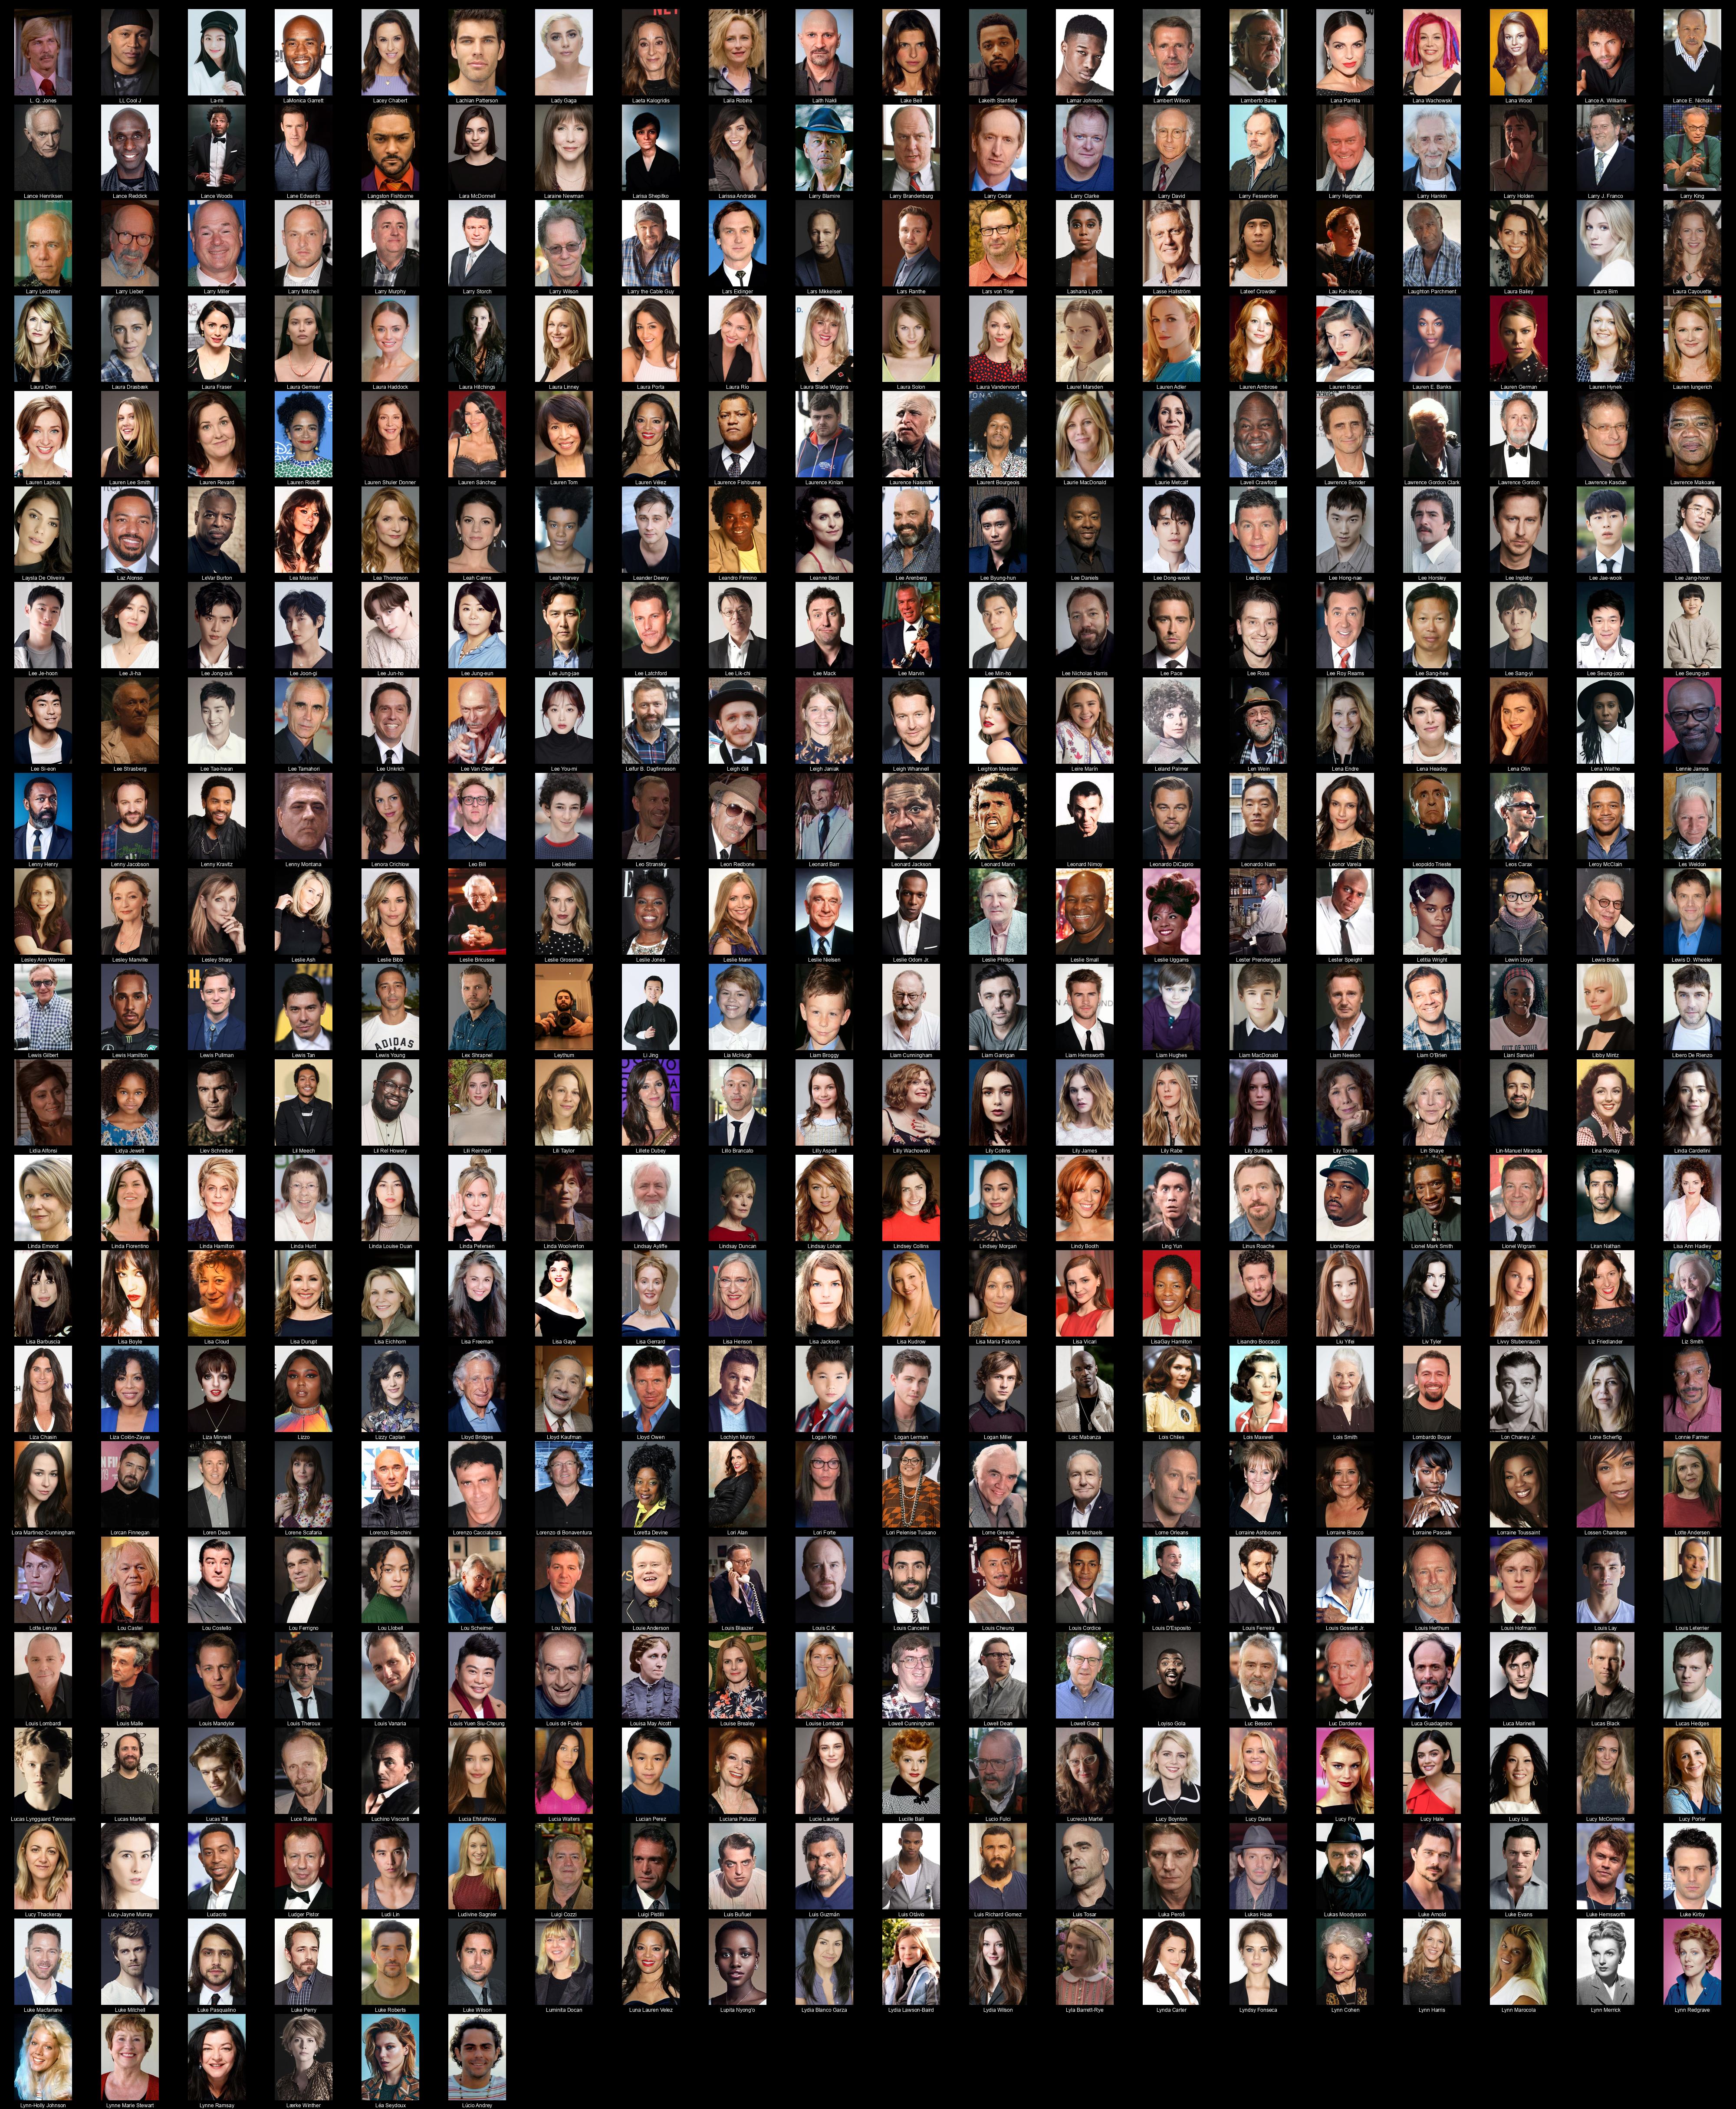 L. Q. Jones
LL Cool J
La-mi
LaMonica Garrett
Lacey Chabert
Lachlan Patterson
Lady Gaga
Laeta Kalogridis
Laila Robins
Laith Nakli
Lake Bell
Lakeith Stanfield
Lamar Johnson
Lambert Wilson
Lamberto Bava
Lana Parrilla
Lana Wachowski
Lana Wood
Lance A. Williams
Lance E. Nichols
Lance Henriksen
Lance Reddick
Lance Woods
Lane Edwards
Langston Fishburne
Lara McDonnell
Laraine Newman
Larisa Shepitko
Larissa Andrade
Larry Blamire
Larry Brandenburg
Larry Cedar
Larry Clarke
Larry David
Larry Fessenden
Larry Hagman
Larry Hankin
Larry Holden
Larry J. Franco
Larry King
Larry Leichliter
Larry Lieber
Larry Miller
Larry Mitchell
Larry Murphy
Larry Storch
Larry Wilson
Larry the Cable Guy
Lars Eidinger
Lars Mikkelsen
Lars Ranthe
Lars von Trier
Lashana Lynch
Lasse Hallström
Lateef Crowder
Lau Kar-leung
Laughton Parchment
Laura Bailey
Laura Birn
Laura Cayouette
Laura Dern
Laura Drasbæk
Laura Fraser
Laura Gemser
Laura Haddock
Laura Hitchings
Laura Linney
Laura Porta
Laura Río
Laura Slade Wiggins
Laura Solon
Laura Vandervoort
Laurel Marsden
Lauren Adler
Lauren Ambrose
Lauren Bacall
Lauren E. Banks
Lauren German
Lauren Hynek
Lauren Iungerich
Lauren Lapkus
Lauren Lee Smith
Lauren Revard
Lauren Ridloff
Lauren Shuler Donner
Lauren Sánchez
Lauren Tom
Lauren Vélez
Laurence Fishburne
Laurence Kinlan
Laurence Naismith
Laurent Bourgeois
Laurie MacDonald
Laurie Metcalf
Lavell Crawford
Lawrence Bender
Lawrence Gordon Clark
Lawrence Gordon
Lawrence Kasdan
Lawrence Makoare
Laysla De Oliveira
Laz Alonso
LeVar Burton
Lea Massari
Lea Thompson
Leah Cairns
Leah Harvey
Leander Deeny
Leandro Firmino
Leanne Best
Lee Arenberg
Lee Byung-hun
Lee Daniels
Lee Dong-wook
Lee Evans
Lee Hong-nae
Lee Horsley
Lee Ingleby
Lee Jae-wook
Lee Jang-hoon
Lee Je-hoon
Lee Ji-ha
Lee Jong-suk
Lee Joon-gi
Lee Jun-ho
Lee Jung-eun
Lee Jung-jae
Lee Latchford
Lee Lik-chi
Lee Mack
Lee Marvin
Lee Min-ho
Lee Nicholas Harris
Lee Pace
Lee Ross
Lee Roy Reams
Lee Sang-hee
Lee Sang-yi
Lee Seung-joon
Lee Seung-jun
Lee Si-eon
Lee Strasberg
Lee Tae-hwan
Lee Tamahori
Lee Unkrich
Lee Van Cleef
Lee You-mi
Leifur B. Dagfinnsson
Leigh Gill
Leigh Janiak
Leigh Whannell
Leighton Meester
Leire Marín
Leland Palmer
Len Wein
Lena Endre
Lena Headey
Lena Olin
Lena Waithe
Lennie James
Lenny Henry
Lenny Jacobson
Lenny Kravitz
Lenny Montana
Lenora Crichlow
Leo Bill
Leo Heller
Leo Stransky
Leon Redbone
Leonard Barr
Leonard Jackson
Leonard Mann
Leonard Nimoy
Leonardo DiCaprio
Leonardo Nam
Leonor Varela
Leopoldo Trieste
Leos Carax
Leroy McClain
Les Weldon
Lesley Ann Warren
Lesley Manville
Lesley Sharp
Leslie Ash
Leslie Bibb
Leslie Bricusse
Leslie Grossman
Leslie Jones
Leslie Mann
Leslie Nielsen
Leslie Odom Jr.
Leslie Phillips
Leslie Small
Leslie Uggams
Lester Prendergast
Lester Speight
Letitia Wright
Lewin Lloyd
Lewis Black
Lewis D. Wheeler
Lewis Gilbert
Lewis Hamilton
Lewis Pullman
Lewis Tan
Lewis Young
Lex Shrapnel
Leythum
Li Jing
Lia McHugh
Liam Broggy
Liam Cunningham
Liam Garrigan
Liam Hemsworth
Liam Hughes
Liam MacDonald
Liam Neeson
Liam O'Brien
Liani Samuel
Libby Mintz
Libero De Rienzo
Lidia Alfonsi
Lidya Jewett
Liev Schreiber
Lil Meech
Lil Rel Howery
Lili Reinhart
Lili Taylor
Lillete Dubey
Lillo Brancato
Lilly Aspell
Lilly Wachowski
Lily Collins
Lily James
Lily Rabe
Lily Sullivan
Lily Tomlin
Lin Shaye
Lin-Manuel Miranda
Lina Romay
Linda Cardellini
Linda Emond
Linda Fiorentino
Linda Hamilton
Linda Hunt
Linda Louise Duan
Linda Petersen
Linda Woolverton
Lindsay Ayliffe
Lindsay Duncan
Lindsay Lohan
Lindsey Collins
Lindsey Morgan
Lindy Booth
Ling Yun
Linus Roache
Lionel Boyce
Lionel Mark Smith
Lionel Wigram
Liran Nathan
Lisa Ann Hadley
Lisa Barbuscia
Lisa Boyle
Lisa Cloud
Lisa Durupt
Lisa Eichhorn
Lisa Freeman
Lisa Gaye
Lisa Gerrard
Lisa Henson
Lisa Jackson
Lisa Kudrow
Lisa Maria Falcone
Lisa Vicari
LisaGay Hamilton
Lisandro Boccacci
Liu Yifei
Liv Tyler
Livvy Stubenrauch
Liz Friedlander
Liz Smith
Liza Chasin
Liza Colón-Zayas
Liza Minnelli
Lizzo
Lizzy Caplan
Lloyd Bridges
Lloyd Kaufman
Lloyd Owen
Lochlyn Munro
Logan Kim
Logan Lerman
Logan Miller
Loïc Mabanza
Lois Chiles
Lois Maxwell
Lois Smith
Lombardo Boyar
Lon Chaney Jr.
Lone Scherfig
Lonnie Farmer
Lora Martinez-Cunningham
Lorcan Finnegan
Loren Dean
Lorene Scafaria
Lorenzo Bianchini
Lorenzo Caccialanza
Lorenzo di Bonaventura
Loretta Devine
Lori Alan
Lori Forte
Lori Pelenise Tuisano
Lorne Greene
Lorne Michaels
Lorne Orleans
Lorraine Ashbourne
Lorraine Bracco
Lorraine Pascale
Lorraine Toussaint
Lossen Chambers
Lotte Andersen
Lotte Lenya
Lou Castel
Lou Costello
Lou Ferrigno
Lou Llobell
Lou Scheimer
Lou Young
Louie Anderson
Louis Blaazer
Louis C.K.
Louis Cancelmi
Louis Cheung
Louis Cordice
Louis D'Esposito
Louis Ferreira
Louis Gossett Jr.
Louis Herthum
Louis Hofmann
Louis Lay
Louis Leterrier
Louis Lombardi
Louis Malle
Louis Mandylor
Louis Theroux
Louis Vanaria
Louis Yuen Siu-Cheung
Louis de Funès
Louisa May Alcott
Louise Brealey
Louise Lombard
Lowell Cunningham
Lowell Dean
Lowell Ganz
Loyiso Gola
Luc Besson
Luc Dardenne
Luca Guadagnino
Luca Marinelli
Lucas Black
Lucas Hedges
Lucas Lynggaard Tønnesen
Lucas Martell
Lucas Till
Luce Rains
Luchino Visconti
Lucia Efstathiou
Lucia Walters
Lucian Perez
Luciana Paluzzi
Lucie Laurier
Lucille Ball
Lucio Fulci
Lucrecia Martel
Lucy Boynton
Lucy Davis
Lucy Fry
Lucy Hale
Lucy Liu
Lucy McCormick
Lucy Porter
Lucy Thackeray
Lucy-Jayne Murray
Ludacris
Ludger Pistor
Ludi Lin
Ludivine Sagnier
Luigi Cozzi
Luigi Pistilli
Luis Buñuel
Luis Guzmán
Luis Otávio
Luis Richard Gomez
Luis Tosar
Luka Peroš
Lukas Haas
Lukas Moodysson
Luke Arnold
Luke Evans
Luke Hemsworth
Luke Kirby
Luke Macfarlane
Luke Mitchell
Luke Pasqualino
Luke Perry
Luke Roberts
Luke Wilson
Luminita Docan
Luna Lauren Velez
Lupita Nyong'o
Lydia Blanco Garza
Lydia Lawson-Baird
Lydia Wilson
Lyla Barrett-Rye
Lynda Carter
Lyndsy Fonseca
Lynn Cohen
Lynn Harris
Lynn Marocola
Lynn Merrick
Lynn Redgrave
Lynn-Holly Johnson
Lynne Marie Stewart
Lynne Ramsay
Lærke Winther
Léa Seydoux
Lúcio Andrey